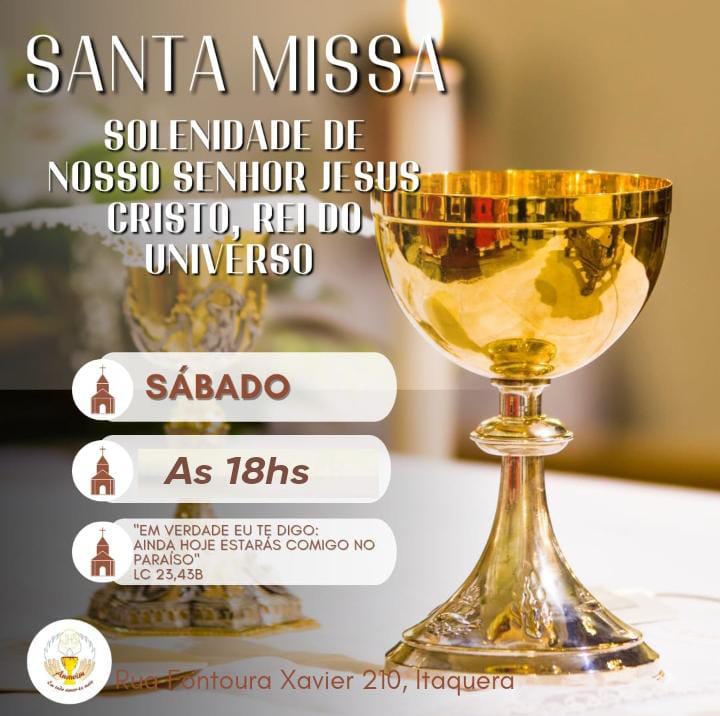 SANTA MISSA
SOLENIDADE DE
NOSSO SENHOR JESUS
CRISTO, REI DO
UNIVERSO
SÁBADO
As 18hs
"EM VERDADE EU TE DIGO:
AINDA HOJE ESTARÁS COMIGO NO
PARAÍSO"
LC 23,43B
Rua Fontoura Xavier 210, Itaquera